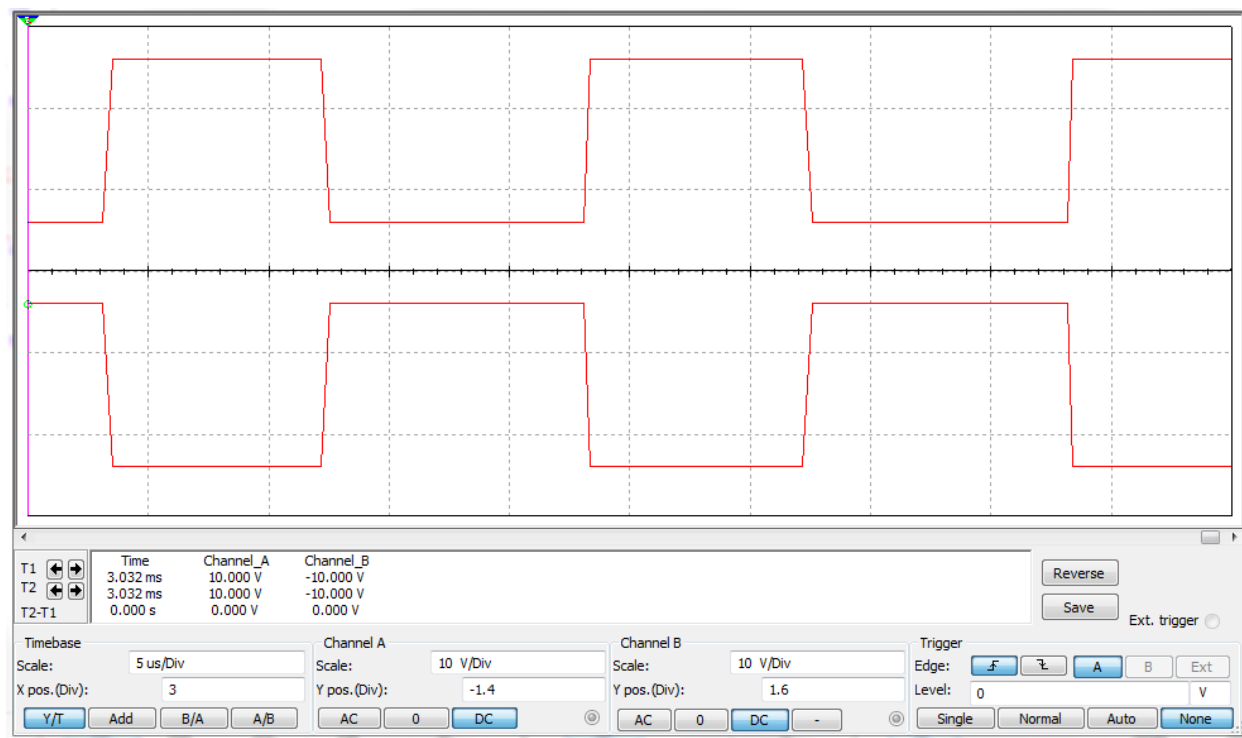 Time Channel_A Channel_B
T1 3.032 ms 10.000 V -10.000 V
T2 3.032 ms 10.000 V -10.000 V
T2-T1 0.000 s 0.000 V 0.000 V
Reverse
Save
Ext. trigger
Timebase
Scale: 5 us/Div
X pos.(Div): 3
Y/T Add B/A A/B
Channel A
Scale: 10 V/Div
Y pos.(Div): -1.4
AC 0 DC
Channel B
Scale: 10 V/Div
Y pos.(Div): 1.6
AC 0 DC -
Trigger
Edge: A B Ext
Level: 0 V
Single Normal Auto None